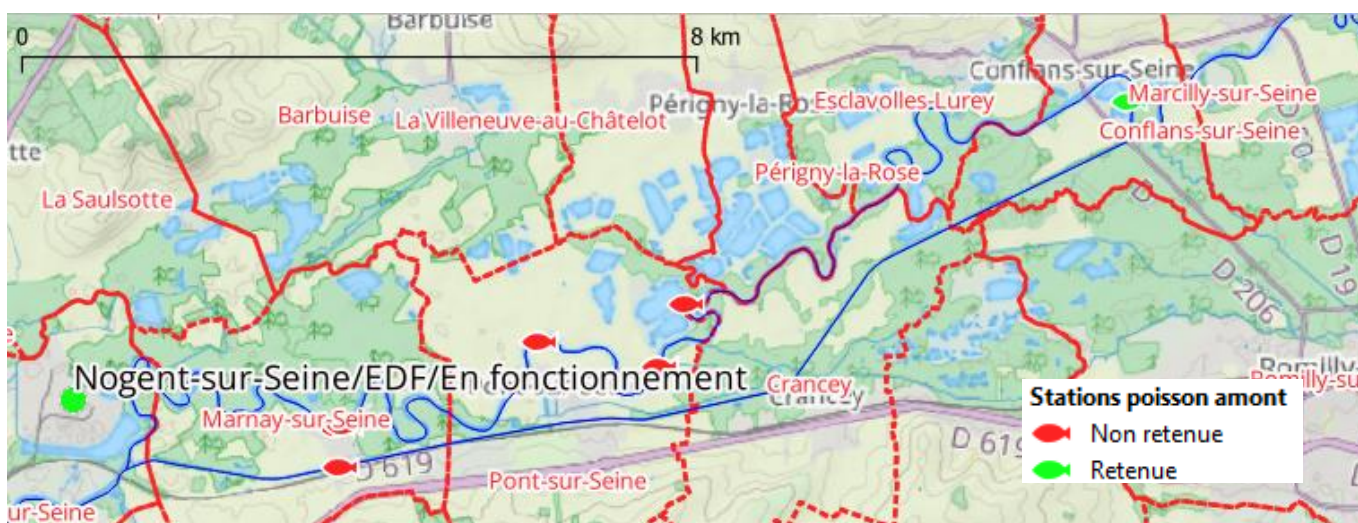 Barbuise
0
8 km
Conflans-sur-Seine
Périgny-la-Rose
Esclavolles-Lurey
Marcilly-sur-Seine
Barbuise
La Villeneuve-au-Châtelot
Conflans-sur-Seine
tte
Périgny-la-Rose
La Saulsotte
D 19
D 206
Nogent-sur-Seine/EDF/En fonctionnement
Crancey
Crancey
Marnay-sur-Seine
Stations poisson amont
Non retenue
Retenue
D 619
D 619
Pont-sur-Seine
ur-Seine